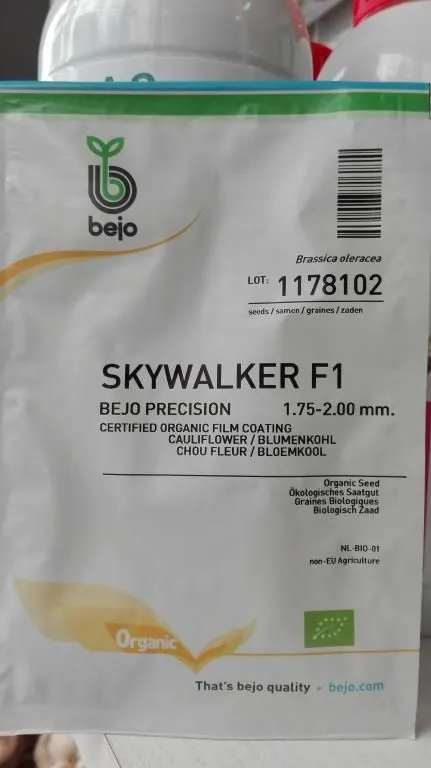 bejo
Brassica oleracea
LOT: 1178102
seeds / samen / graines / zaden
SKYWALKER F1
BEJO PRECISION 1.75-2.00 mm.
CERTIFIED ORGANIC FILM COATING
CAULIFLOWER / BLUMENKOHL
CHOU FLEUR / BLOEMKOOL
Organic Seed
Ökologisches Saatgut
Graines Biologiques
Biologisch Zaad
NL-BIO-01
non-EU Agriculture
Organic
That's bejo quality • bejo.com